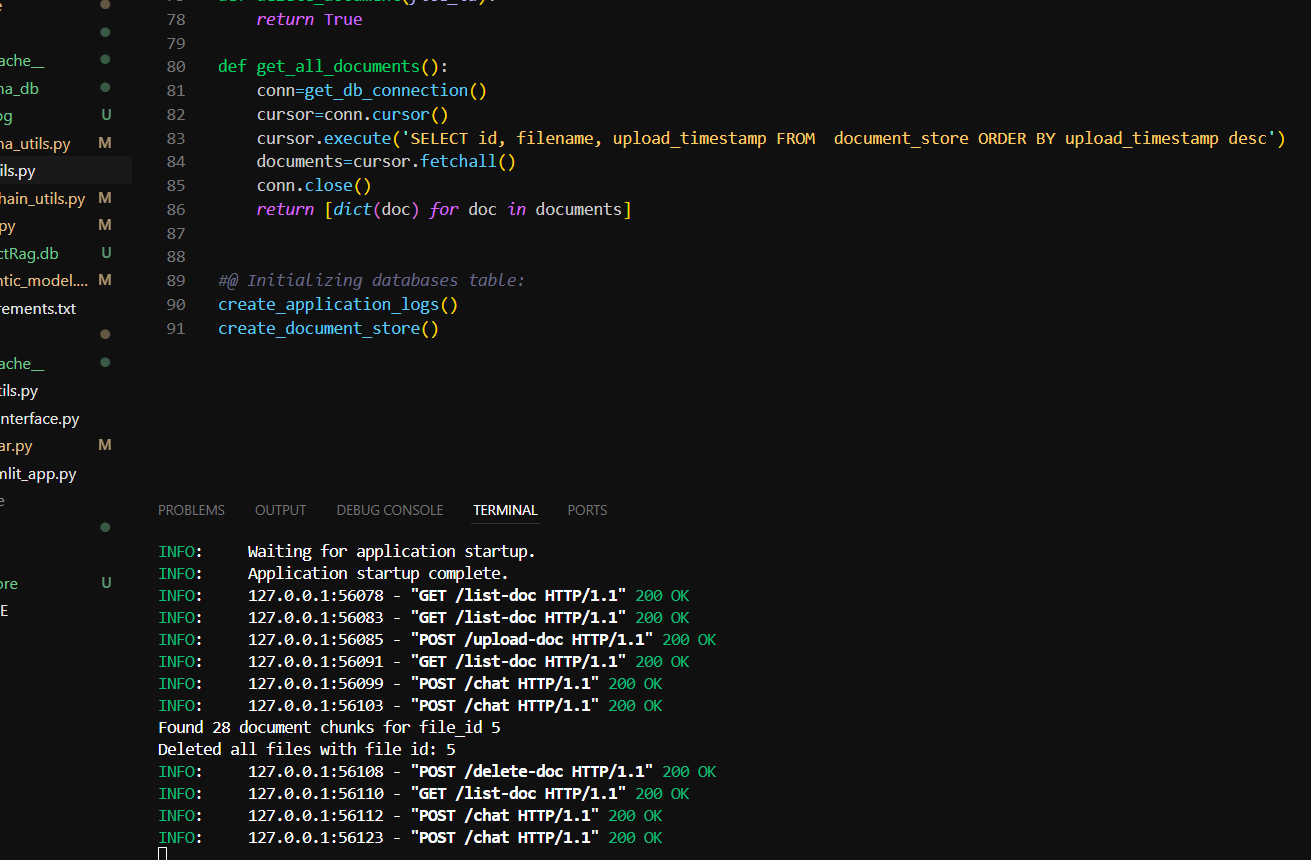 78 return True
79
80 def get_all_documents():
81 conn=get_db_connection()
82 cursor=conn.cursor()
83 cursor.execute('SELECT id, filename, upload_timestamp FROM  document_store ORDER BY upload_timestamp desc')
84 documents=cursor.fetchall()
85 conn.close()
86 return [dict(doc) for doc in documents]
87
88
89 #@ Initializing databases table:
90 create_application_logs()
91 create_document_store()
e
ache__
na_db
og U
na_utils.py M
ils.py
hain_utils.py M
py M
ctRag.db U
ntic_model.... M
rements.txt
ache__
tils.py
nterface.py
ar.py M
mlit_app.py
e
ore U
E
PROBLEMS OUTPUT DEBUG CONSOLE TERMINAL PORTS
INFO: Waiting for application startup.
INFO: Application startup complete.
INFO: 127.0.0.1:56078 - "GET /list-doc HTTP/1.1" 200 OK
INFO: 127.0.0.1:56083 - "GET /list-doc HTTP/1.1" 200 OK
INFO: 127.0.0.1:56085 - "POST /upload-doc HTTP/1.1" 200 OK
INFO: 127.0.0.1:56091 - "GET /list-doc HTTP/1.1" 200 OK
INFO: 127.0.0.1:56099 - "POST /chat HTTP/1.1" 200 OK
INFO: 127.0.0.1:56103 - "POST /chat HTTP/1.1" 200 OK
Found 28 document chunks for file_id 5
Deleted all files with file id: 5
INFO: 127.0.0.1:56108 - "POST /delete-doc HTTP/1.1" 200 OK
INFO: 127.0.0.1:56110 - "GET /list-doc HTTP/1.1" 200 OK
INFO: 127.0.0.1:56112 - "POST /chat HTTP/1.1" 200 OK
INFO: 127.0.0.1:56123 - "POST /chat HTTP/1.1" 200 OK